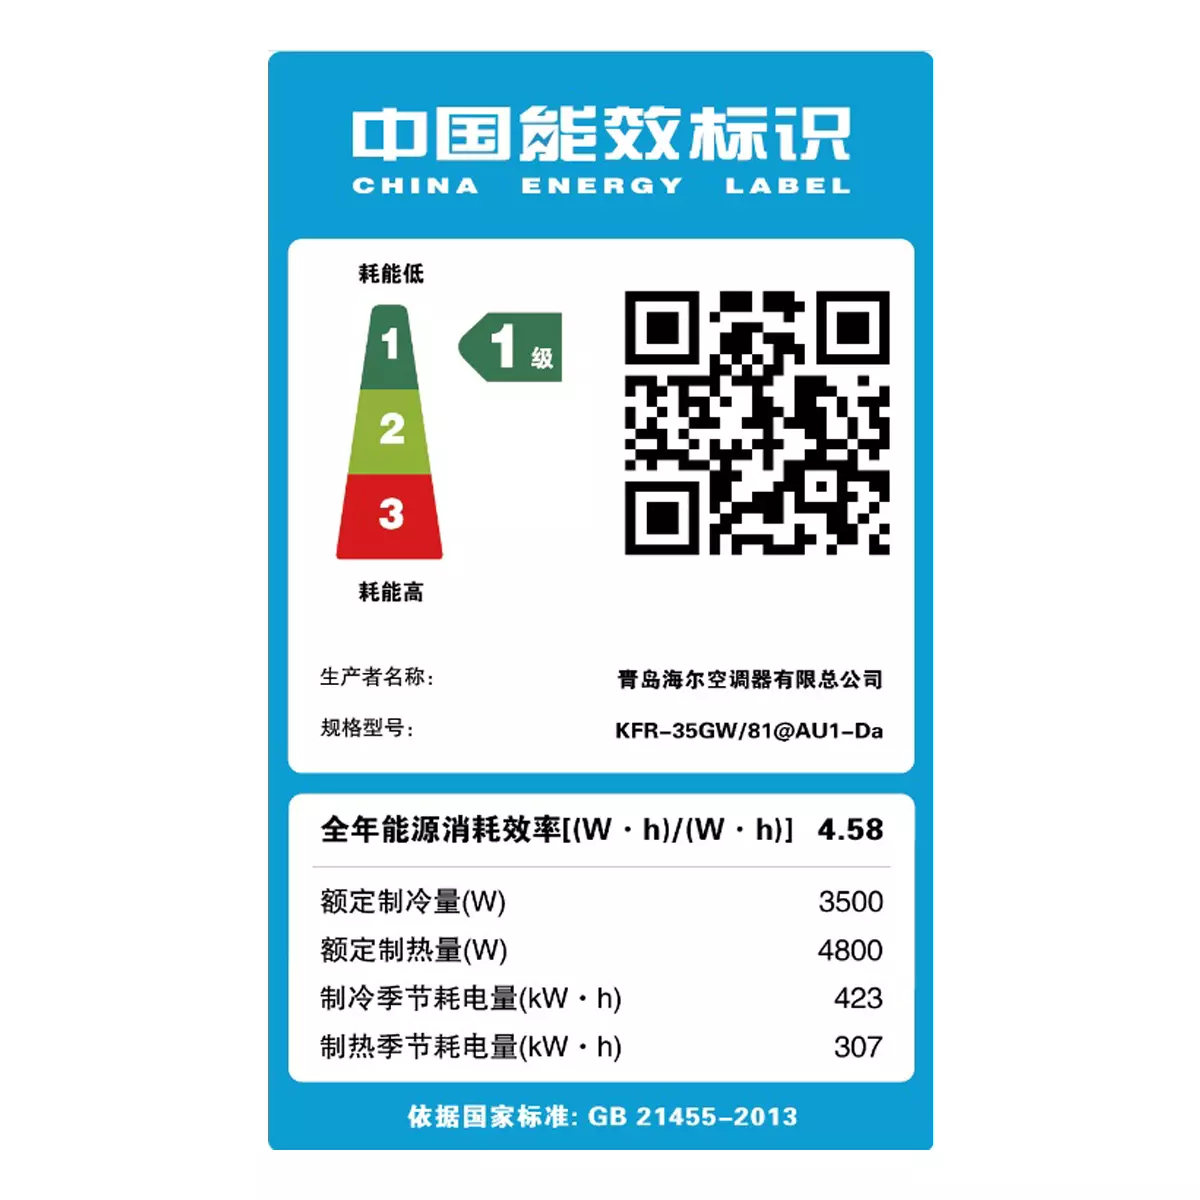 中国能效标识
CHINA ENERGY LABEL
耗能低
1
1级
2
3
耗能高
生产者名称: 青岛海尔空调器有限总公司
规格型号: KFR-35GW/81@AU1-Da
全年能源消耗效率[(W·h)/(W·h)] 4.58
额定制冷量(W) 3500
额定制热量(W) 4800
制冷季节耗电量(kW·h) 423
制热季节耗电量(kW·h) 307
依据国家标准: GB 21455-2013